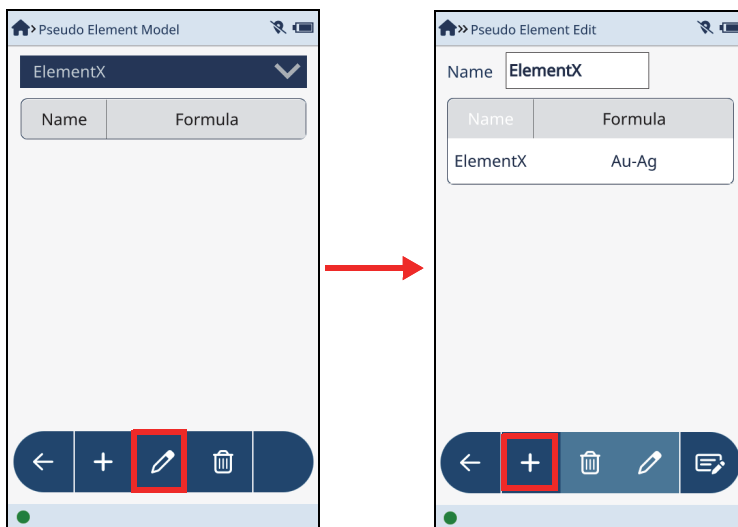 Pseudo Element Model
ElementX
Name Formula
Pseudo Element Edit
Name ElementX
Name Formula
ElementX Au-Ag